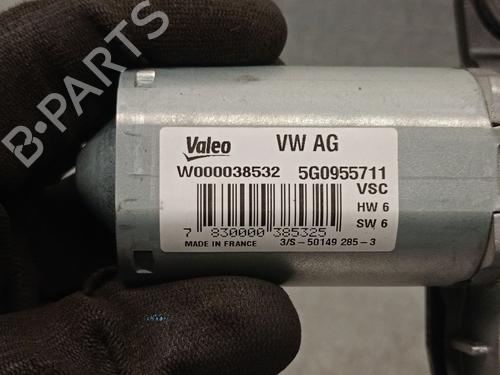 Valeo VW AG
W000038532 5G0955711
VSC
HW 6
SW 6
7 830000 385325
MADE IN FRANCE 3/S-50149 285-3
B-PARTS